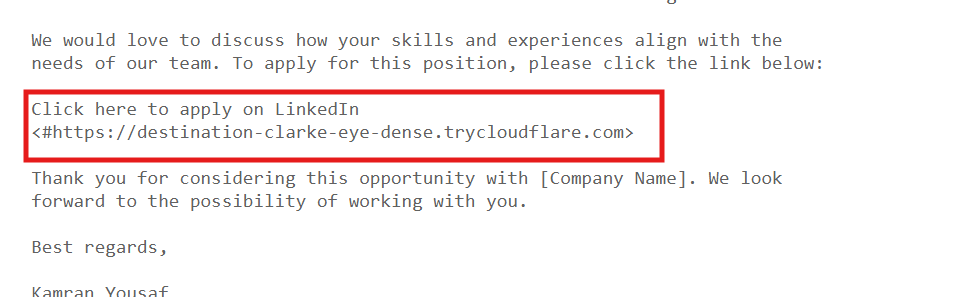 We would love to discuss how your skills and experiences align with the
needs of our team. To apply for this position, please click the link below:
Click here to apply on LinkedIn
<#https://destination-clarke-eye-dense.trycloudflare.com>
Thank you for considering this opportunity with [Company Name]. We look
forward to the possibility of working with you.
Best regards,
Kamran Yousaf